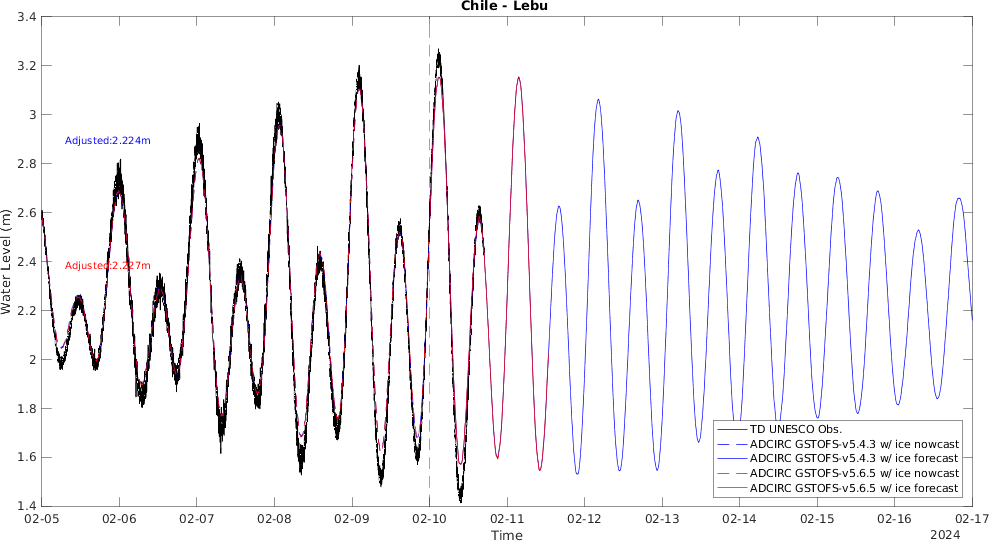 Chile - Lebu
3.4
3.2
3
2.8
2.6
2.4
2.2
2
1.8
1.6
1.4
Water Level (m)
Adjusted:2.224m
Adjusted:2.227m
TD UNESCO Obs.
ADCIRC GSTOFS-v5.4.3 w/ ice nowcast
ADCIRC GSTOFS-v5.4.3 w/ ice forecast
ADCIRC GSTOFS-v5.6.5 w/ ice nowcast
ADCIRC GSTOFS-v5.6.5 w/ ice forecast
02-05 02-06 02-07 02-08 02-09 02-10 02-11 02-12 02-13 02-14 02-15 02-16 02-17
Time
2024